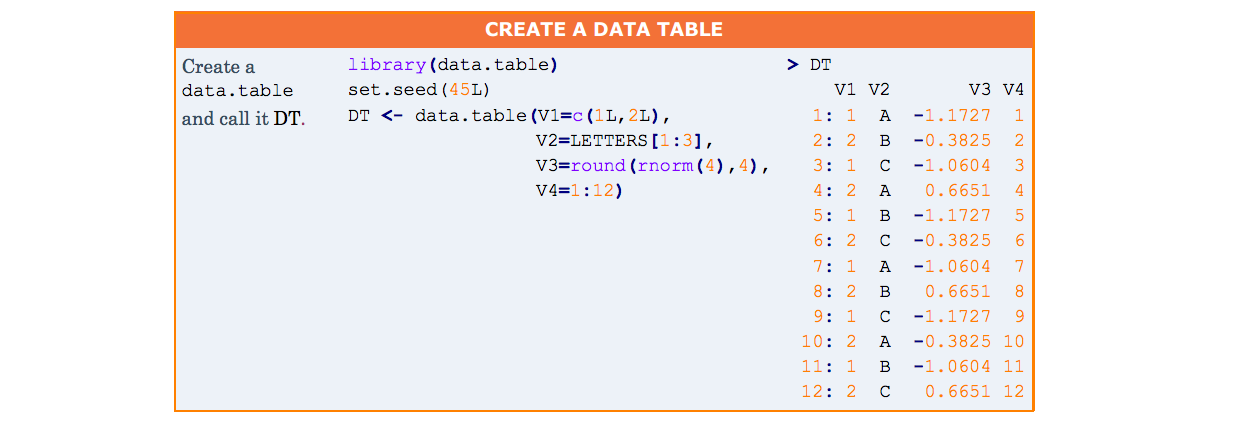 CREATE A DATA TABLE
Create a
data.table
and call it DT.
library(data.table)
set.seed(45L)
DT <- data.table(V1=c(1L,2L),
V2=LETTERS[1:3],
V3=round(rnorm(4),4),
V4=1:12)
> DT
V1 V2 V3 V4
1: 1 A -1.1727 1
2: 2 B -0.3825 2
3: 1 C -1.0604 3
4: 2 A 0.6651 4
5: 1 B -1.1727 5
6: 2 C -0.3825 6
7: 1 A -1.0604 7
8: 2 B 0.6651 8
9: 1 C -1.1727 9
10: 2 A -0.3825 10
11: 1 B -1.0604 11
12: 2 C 0.6651 12